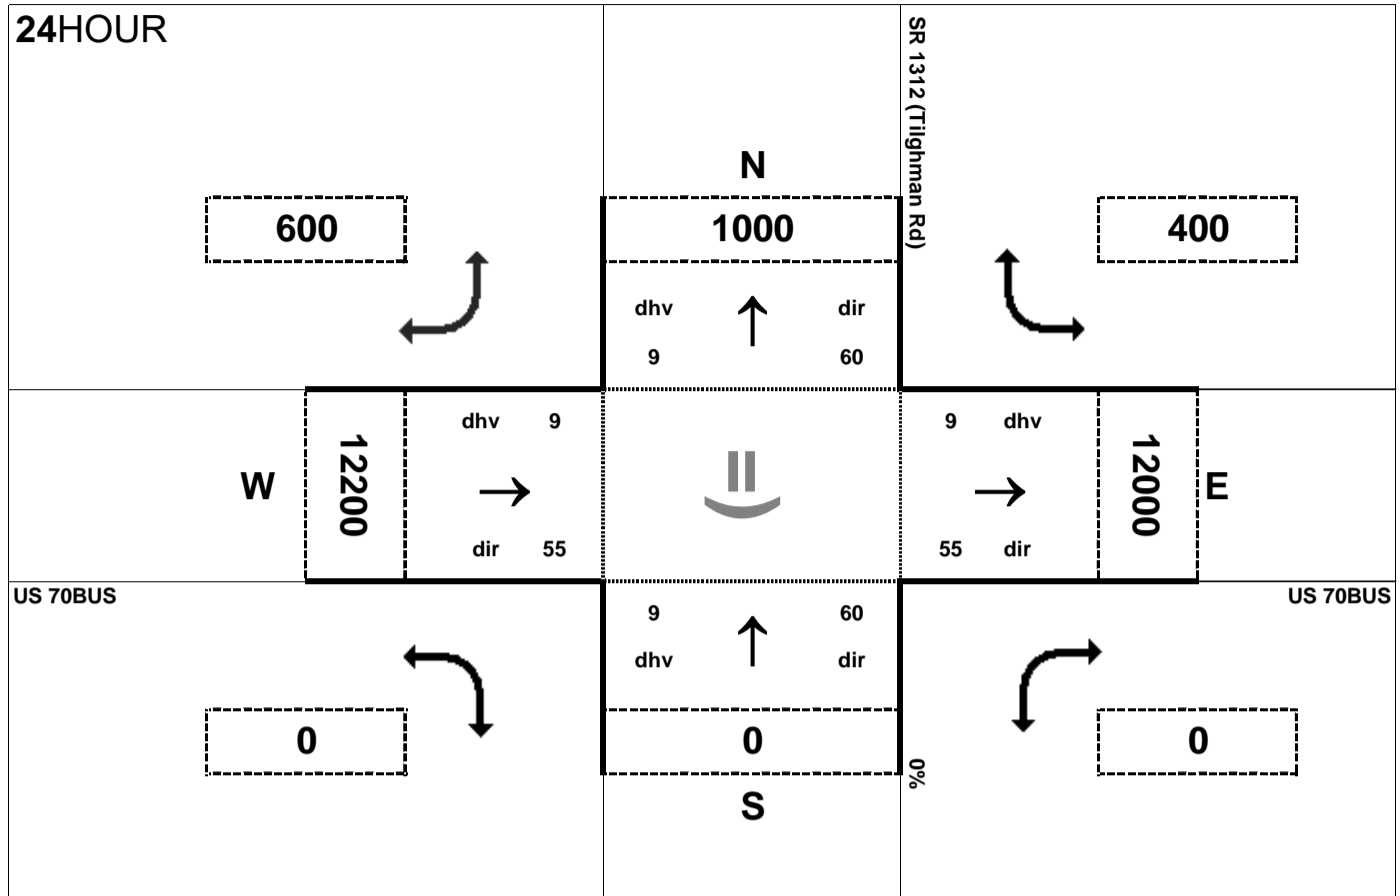 24HOUR
SR 1312 (Tilghman Rd)
N
600
1000
400
dhv
dir
9
60
dhv 9
9 dhv
W
12200
12000
E
dir 55
55 dir
US 70BUS
US 70BUS
9
60
dhv
dir
0
0
0
0%
S